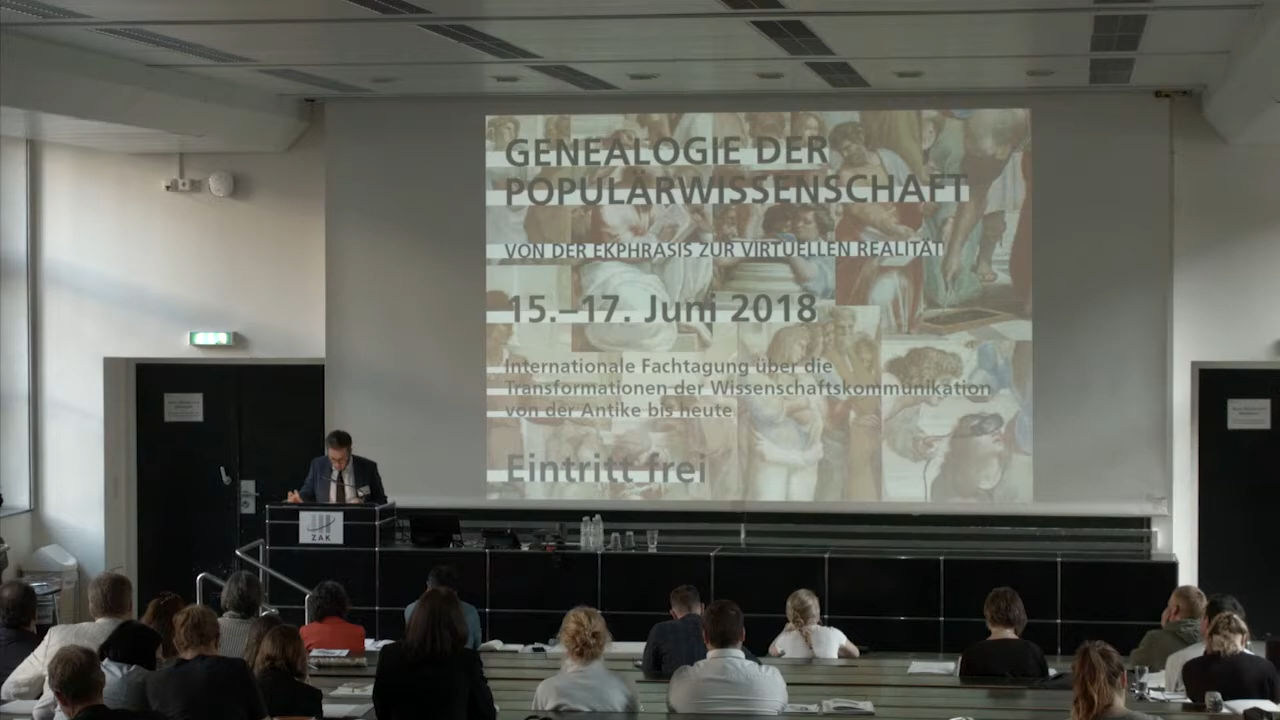 GENEALOGIE DER
POPULÄRWISSENSCHAFT
VON DER EKPHRASIS ZUR VIRTUELLEN REALITÄT
15.–17. Juni 2018
Internationale Fachtagung über die
Transformationen der Wissenschaftskommunikation
von der Antike bis heute
Eintritt frei
ZAK